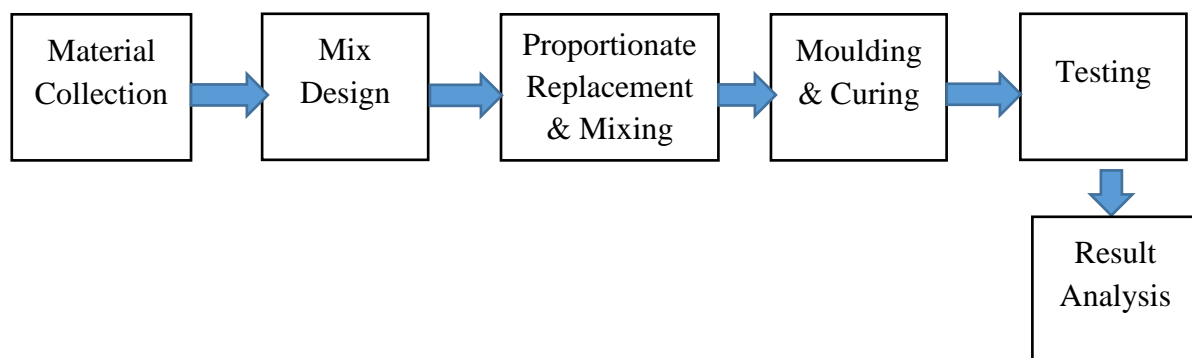 Material
Collection
Mix
Design
Proportionate
Replacement
& Mixing
Moulding
& Curing
Testing
Result
Analysis